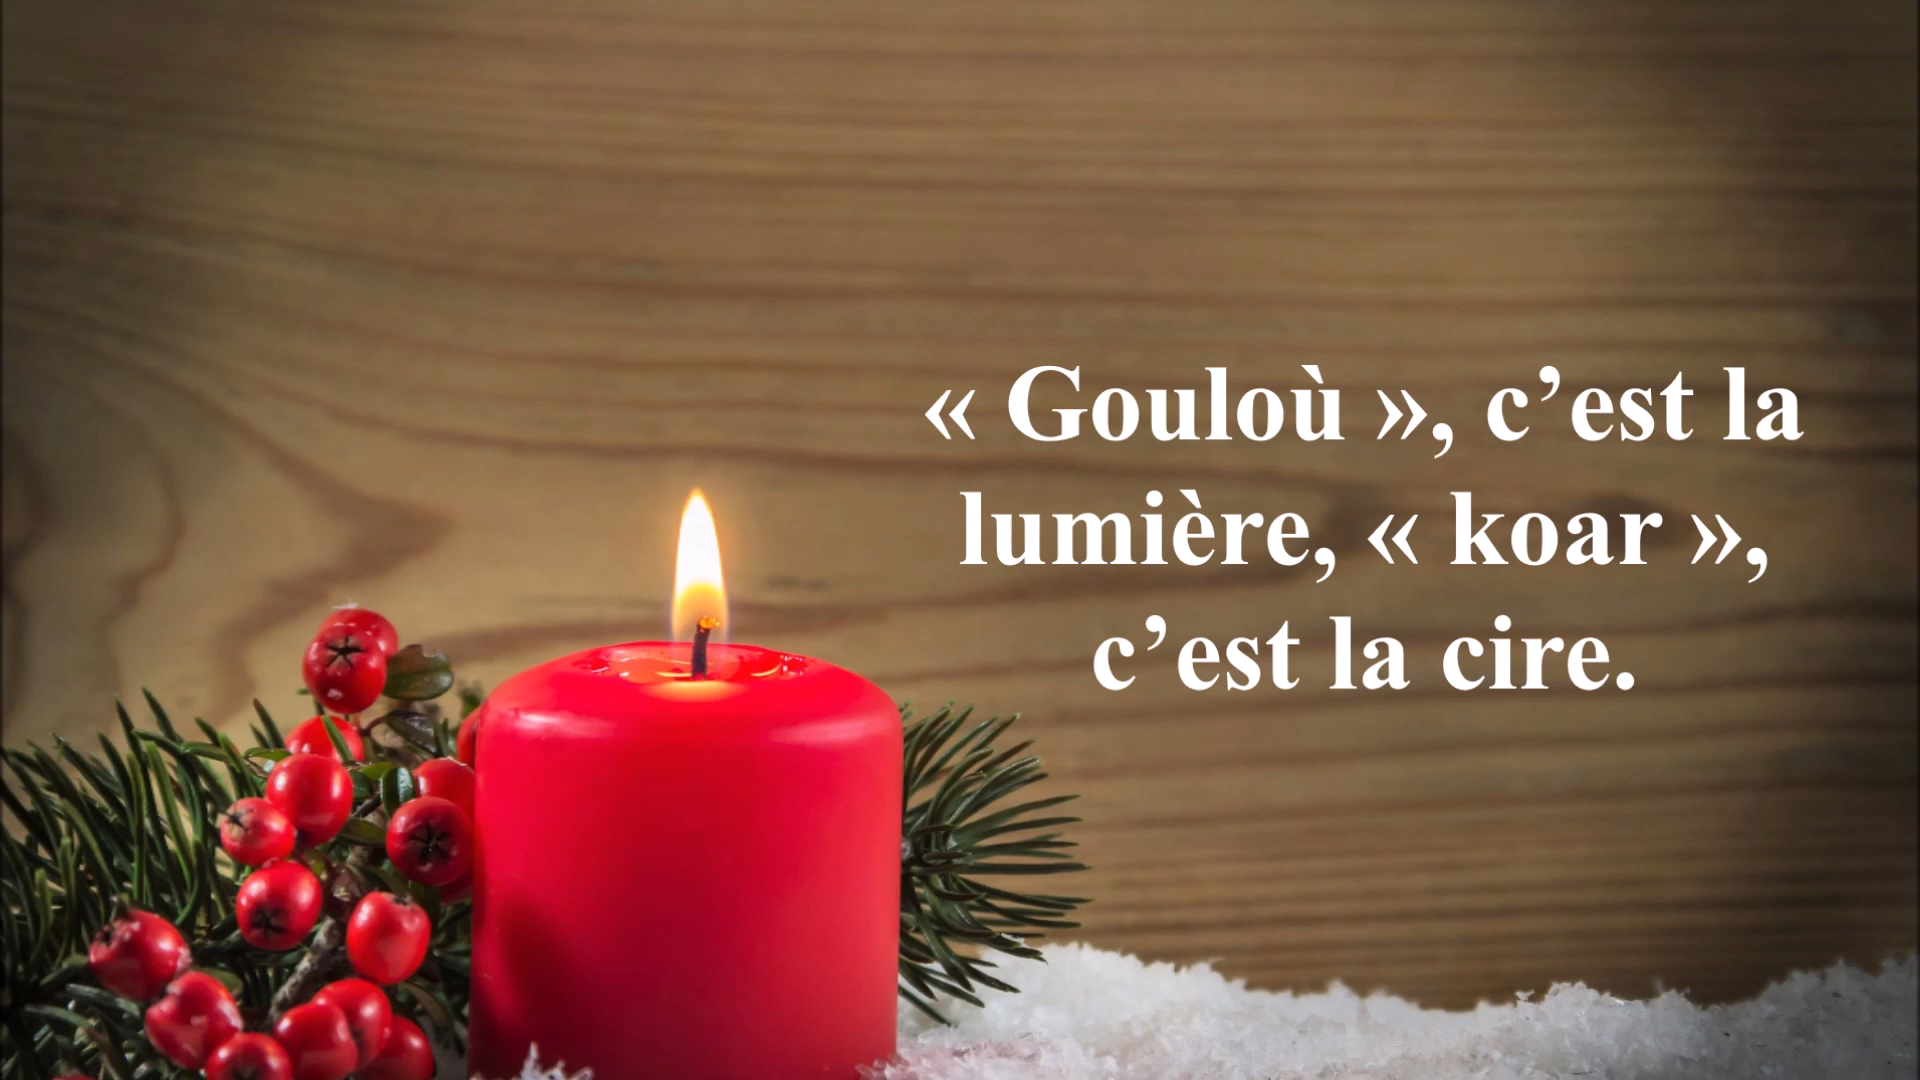 « Gouloù », c’est la
lumière, « koar »,
c’est la cire.